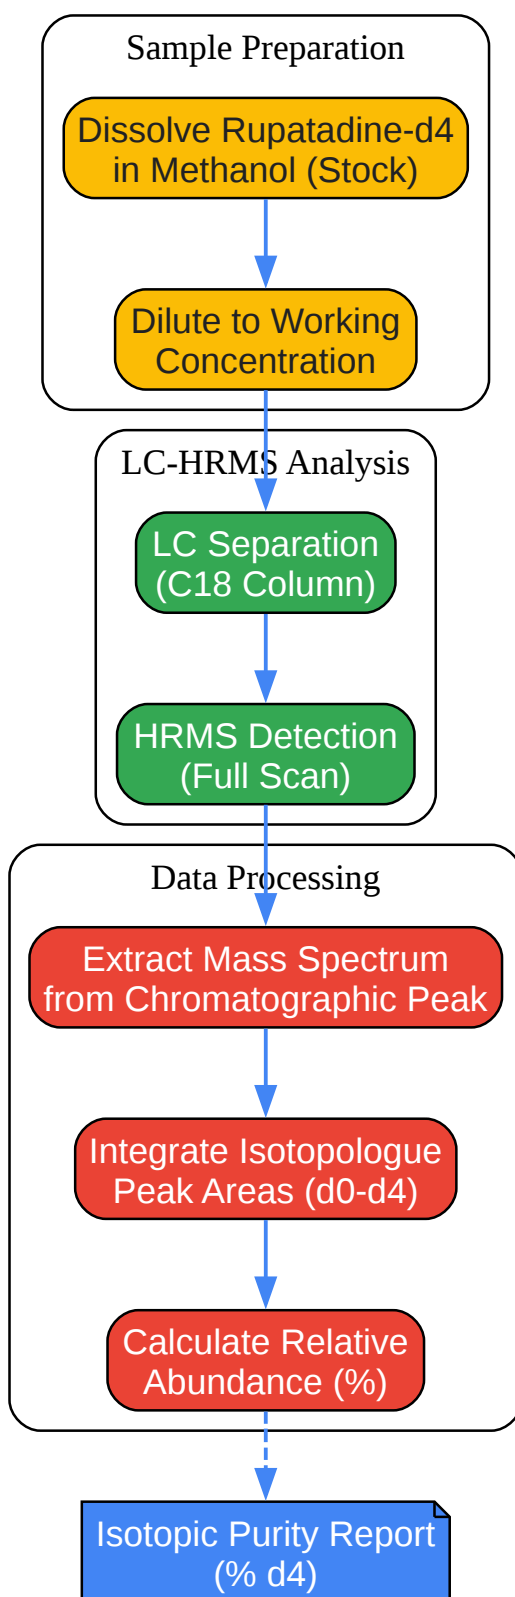 Sample Preparation
Dissolve Rupatadine-d4
in Methanol (Stock)
Dilute to Working
Concentration
LC-HRMS Analysis
LC Separation
(C18 Column)
HRMS Detection
(Full Scan)
Data Processing
Extract Mass Spectrum
from Chromatographic Peak
Integrate Isotopologue
Peak Areas (d0-d4)
Calculate Relative
Abundance (%)
Isotopic Purity Report
(% d4)